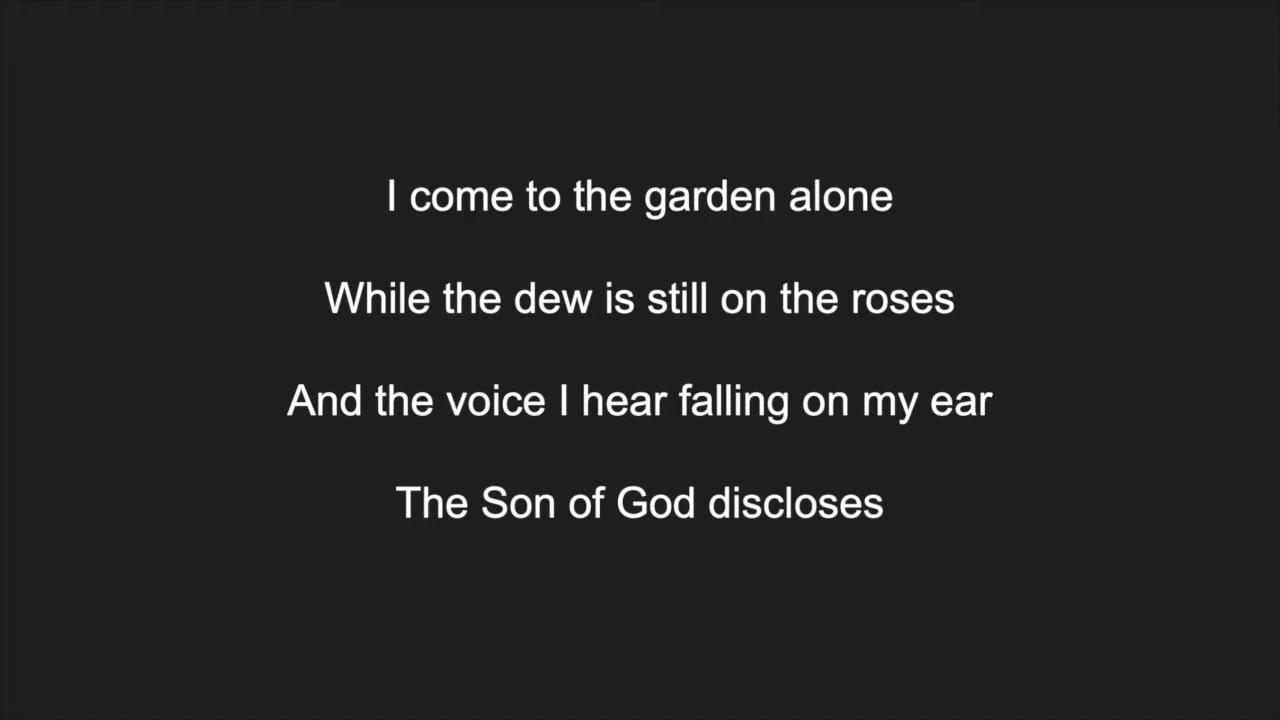 I come to the garden alone
While the dew is still on the roses
And the voice I hear falling on my ear
The Son of God discloses